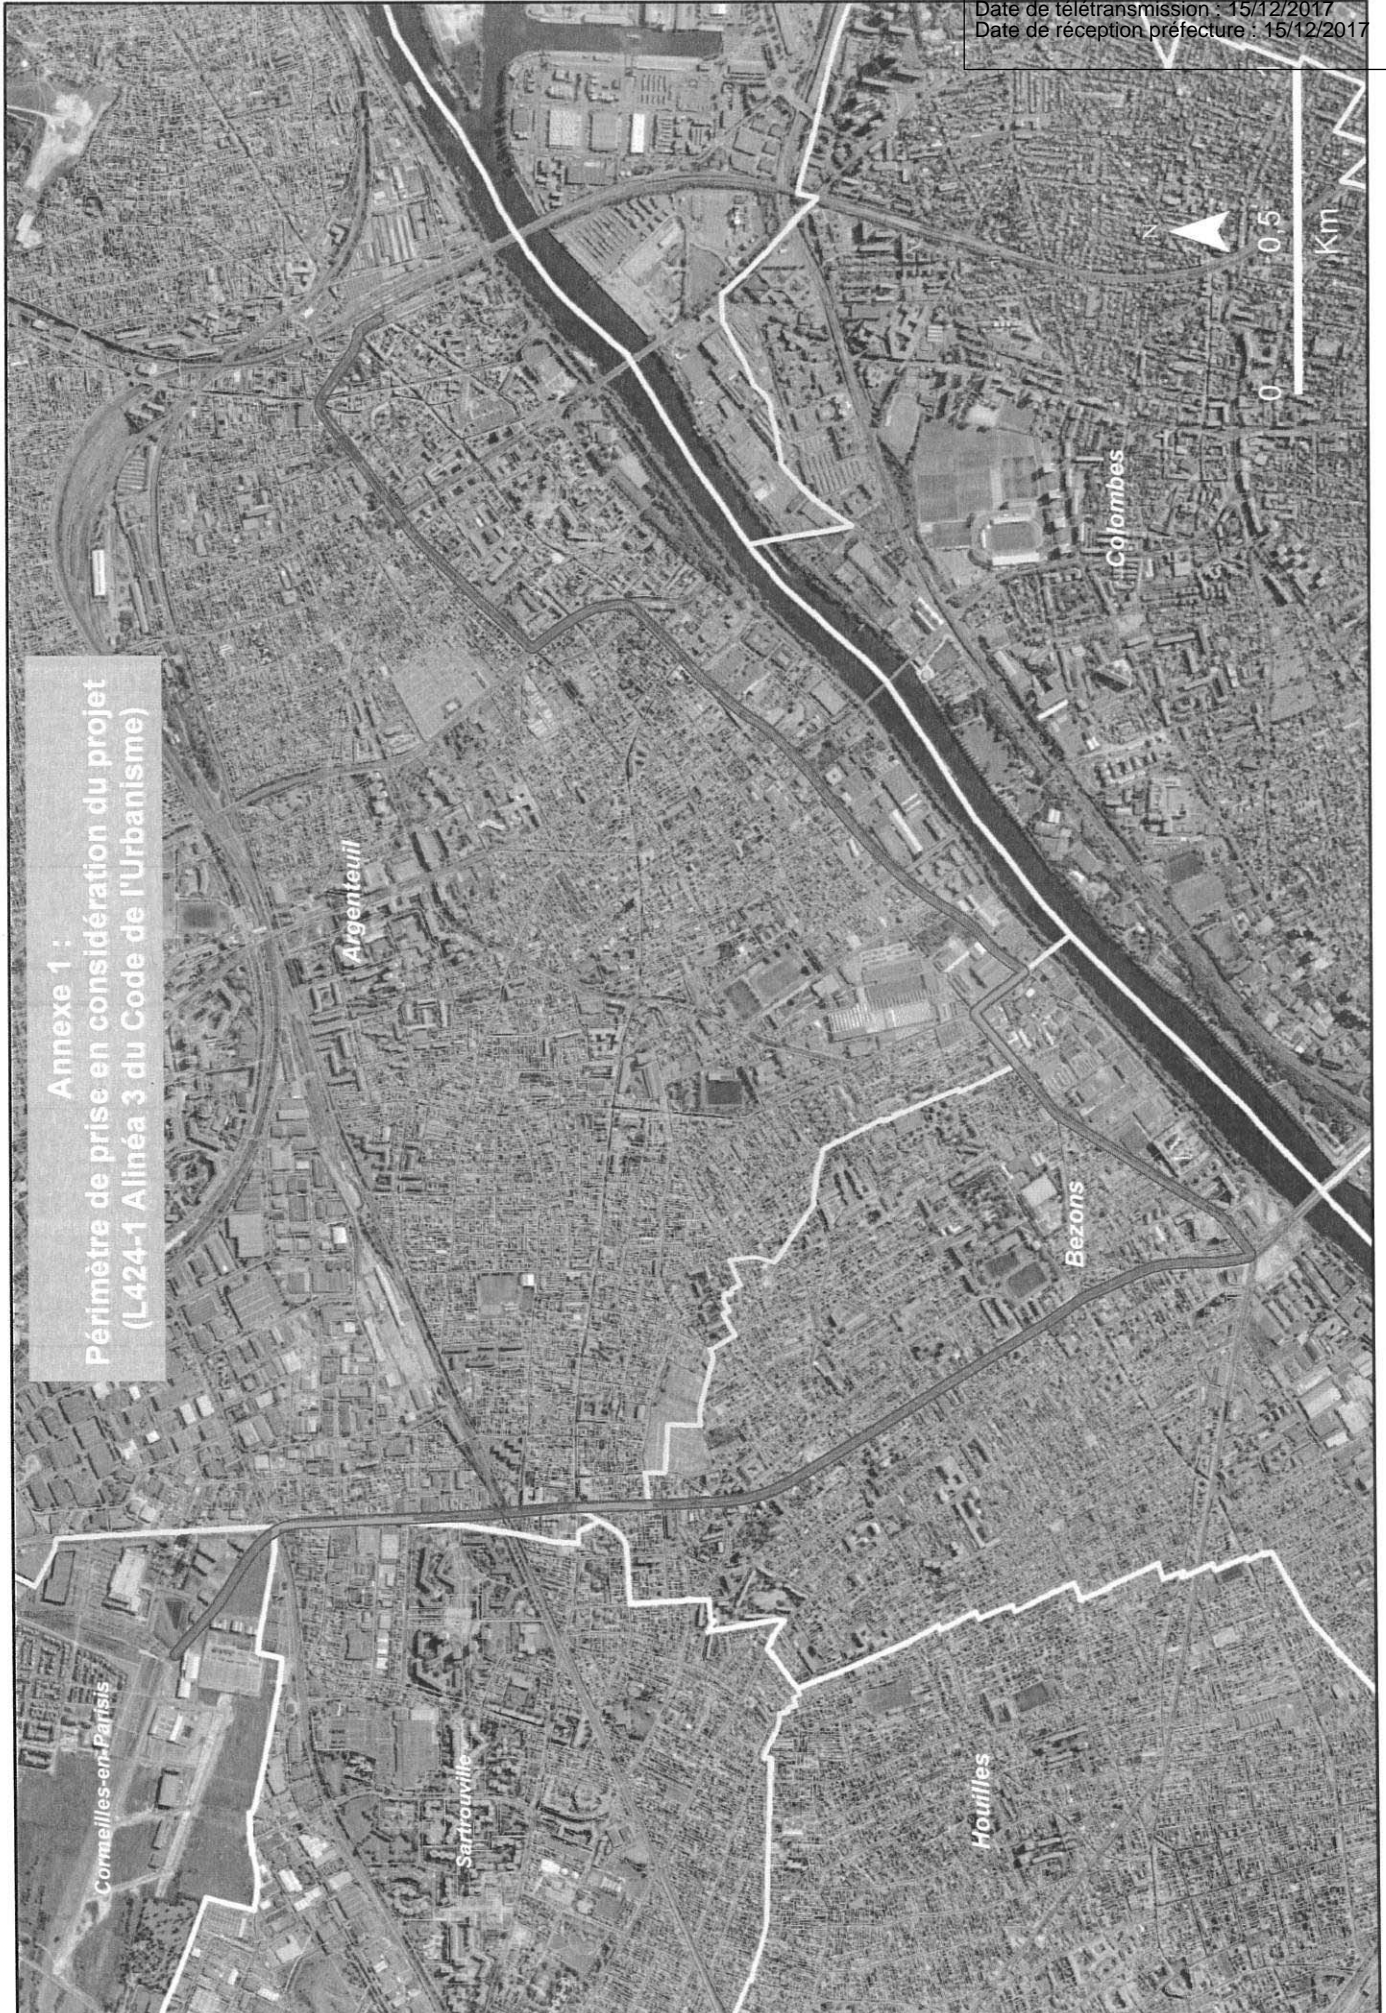 Date de télétransmission : 15/12/2017
Date de réception préfecture : 15/12/2017
Annexe 1 :
Périmètre de prise en considération du projet
(L424-1 Alinéa 3 du Code de l'Urbanisme)
Cormeilles-en-Parisis
Sartrouville
Argenteuil
Houilles
Bezons
Colombes
N
0 0,5 1
Km